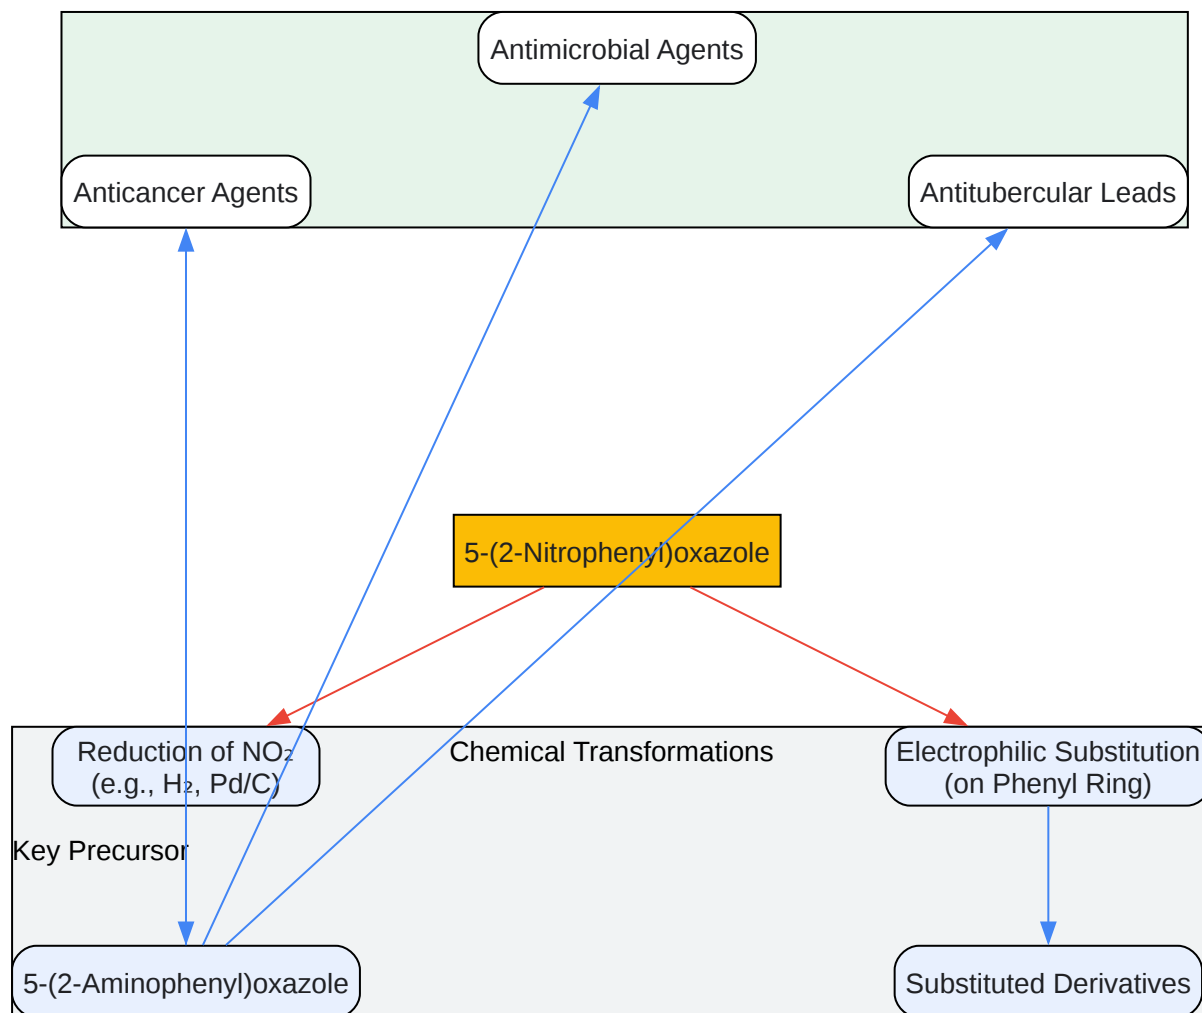 Antimicrobial Agents
Anticancer Agents
Antitubercular Leads
5-(2-Nitrophenyl)oxazole
Reduction of NO₂
(e.g., H₂, Pd/C)
Chemical Transformations
Electrophilic Substitution
(on Phenyl Ring)
Key Precursor
5-(2-Aminophenyl)oxazole
Substituted Derivatives